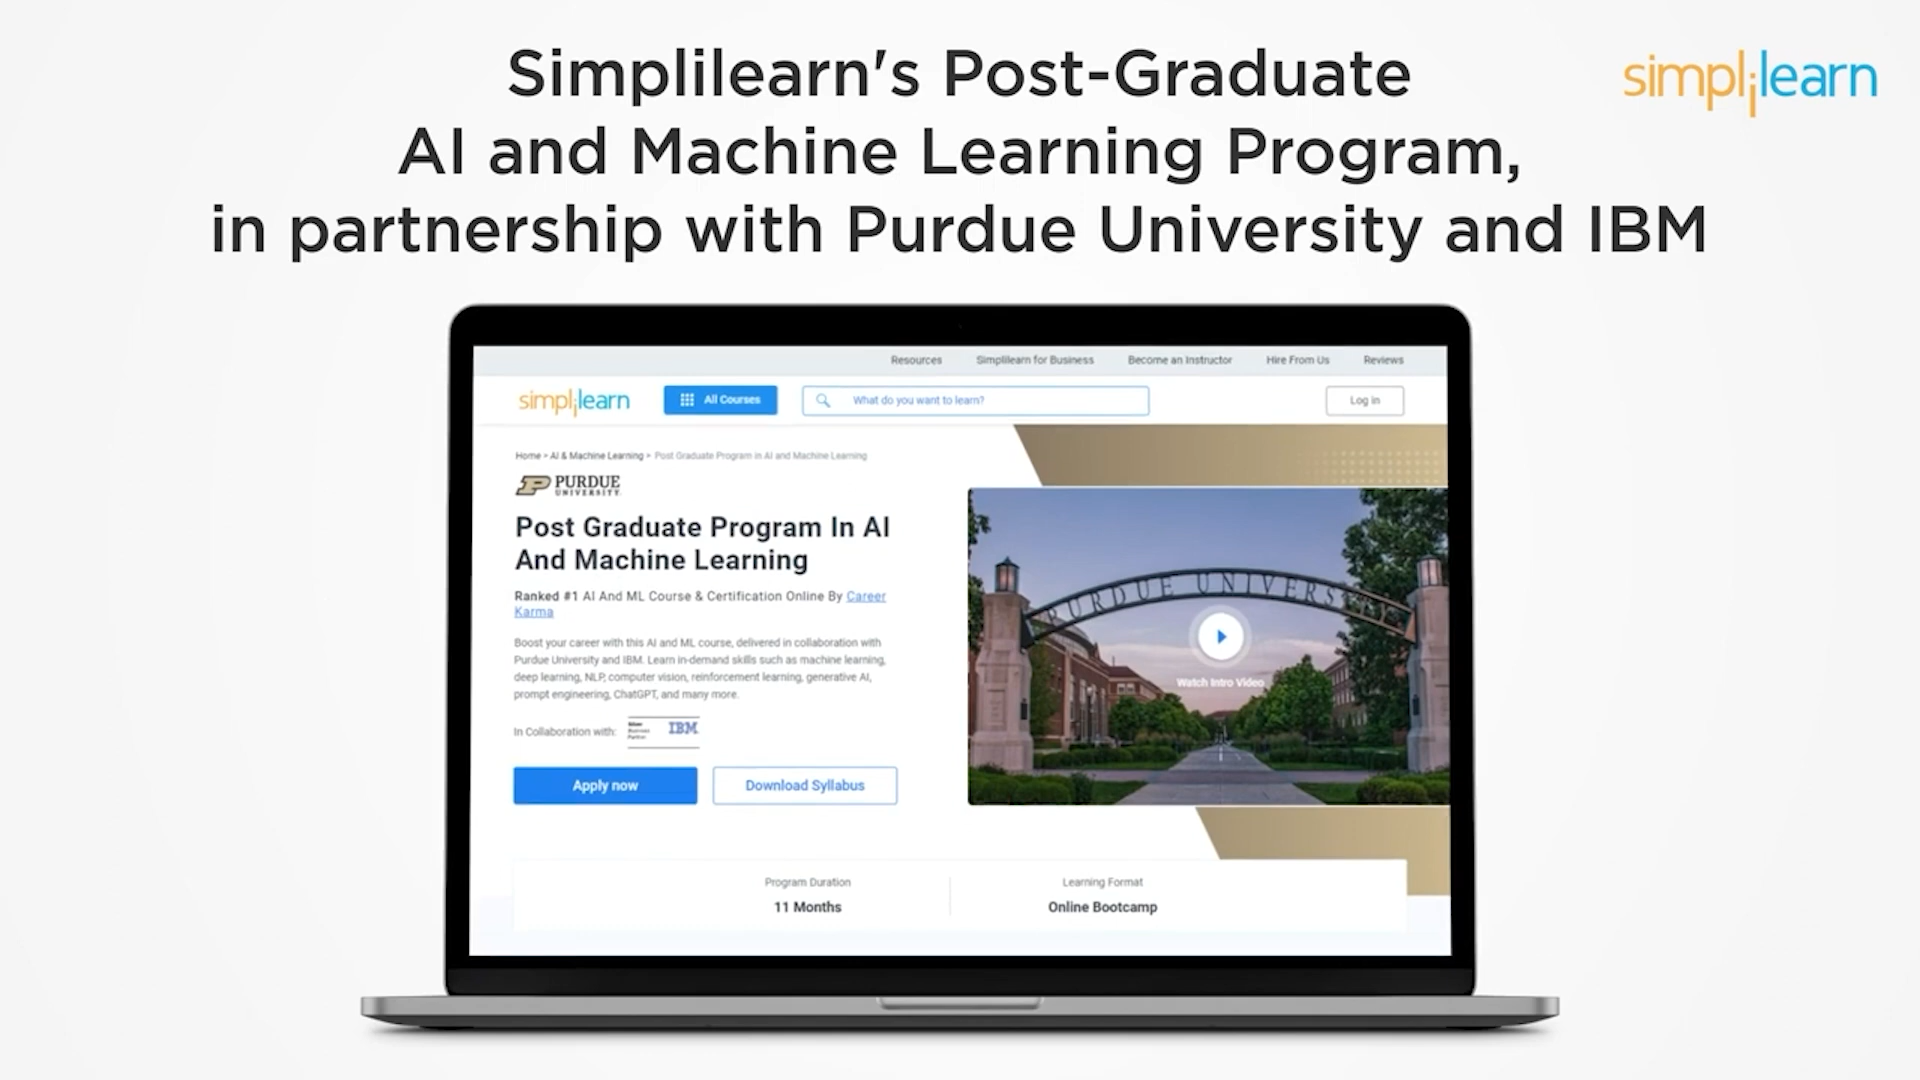 Simplilearn's Post-Graduate
AI and Machine Learning Program,
in partnership with Purdue University and IBM
simplilearn
Resources Simplilearn for Business Become an Instructor Hire From Us Reviews
simplilearn All Courses What do you want to learn? Log in
Home > AI & Machine Learning > Post Graduate Program in AI and Machine Learning
PURDUE
UNIVERSITY
Post Graduate Program In AI
And Machine Learning
Ranked #1 AI And ML Course & Certification Online By Career
Karma
Boost your career with this AI and ML course, delivered in collaboration with
Purdue University and IBM. Learn in-demand skills such as machine learning,
deep learning, NLP, computer vision, reinforcement learning, generative AI,
prompt engineering, ChatGPT, and many more.
In Collaboration with: Silver Business Partner IBM
Apply now Download Syllabus
PURDUE UNIVERSITY
Watch Intro Video
Program Duration Learning Format
11 Months Online Bootcamp